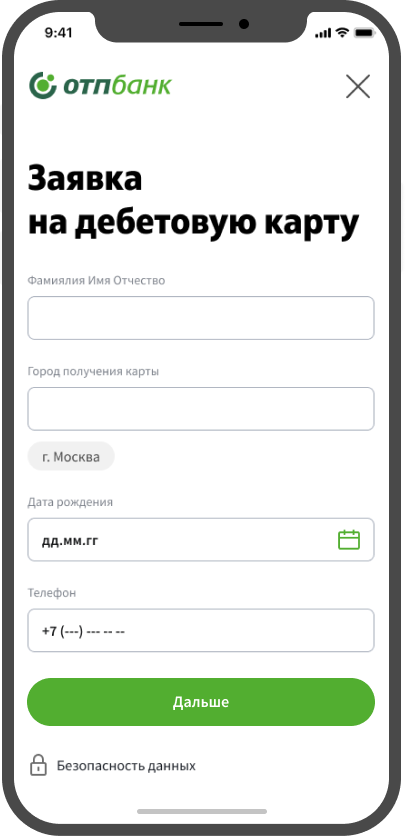 9:41
отпбанк
Заявка
на дебетовую карту
Фамиялия Имя Отчество
Город получения карты
г. Москва
Дата рождения
дд.мм.гг
Телефон
+7 (---) --- -- --
Дальше
Безопасность данных